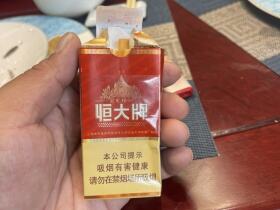 恒大牌
本公司提示
吸烟有害健康
请勿在禁烟场所吸烟